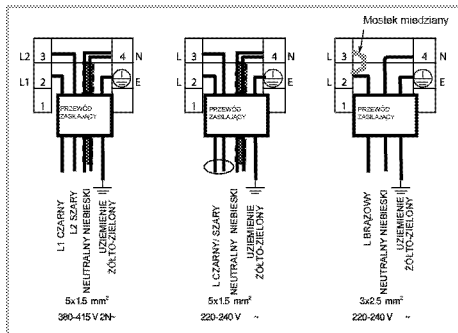 Mostek miedziany
L2 3 4 N
L1 2 E
1
PRZEWÓD
ZASILAJĄCY
L1 CZARNY
L2 SZARY
NEUTRALNY NIEBIESKI
UZIEMIENIE
ŻÓŁTO-ZIELONY
5x1.5 mm²
380-415 V 2N~
L 3 4 N
L 2 E
1
PRZEWÓD
ZASILAJĄCY
L CZARNY/ SZARY
NEUTRALNY NIEBIESKI
UZIEMIENIE
ŻÓŁTO-ZIELONY
5x1.5 mm²
220-240 V ~
L 3 4 N
L 2 E
1
PRZEWÓD
ZASILAJĄCY
L BRĄZOWY
NEUTRALNY NIEBIESKI
UZIEMIENIE
ŻÓŁTO-ZIELONY
3x2.5 mm²
220-240 V ~